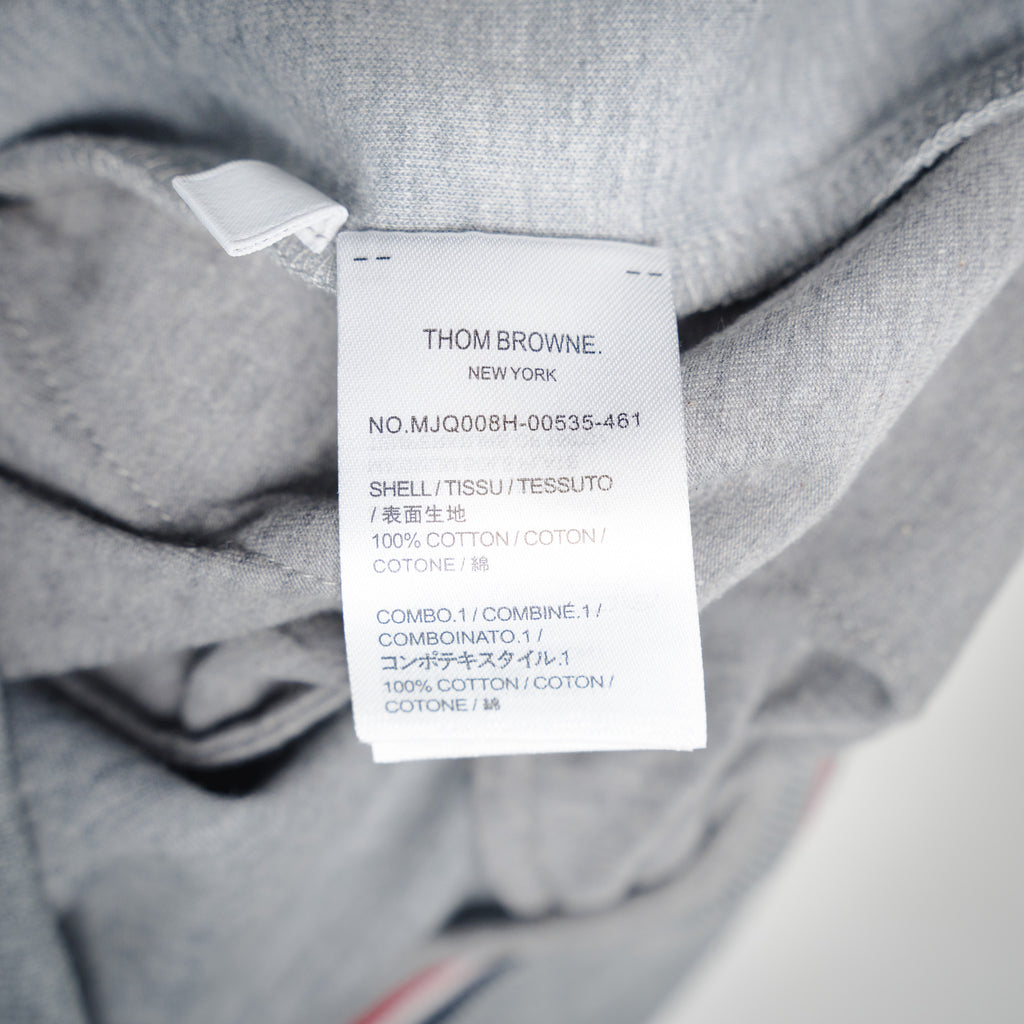 THOM BROWNE.
NEW YORK
NO.MJQ008H-00535-461
SHELL / TISSU / TESSUTO
/ 表面生地
100% COTTON / COTON /
COTONE / 綿
COMBO.1 / COMBINÉ.1 /
COMBOINATO.1 /
コンポテキスタイル.1
100% COTTON / COTON /
COTONE / 綿